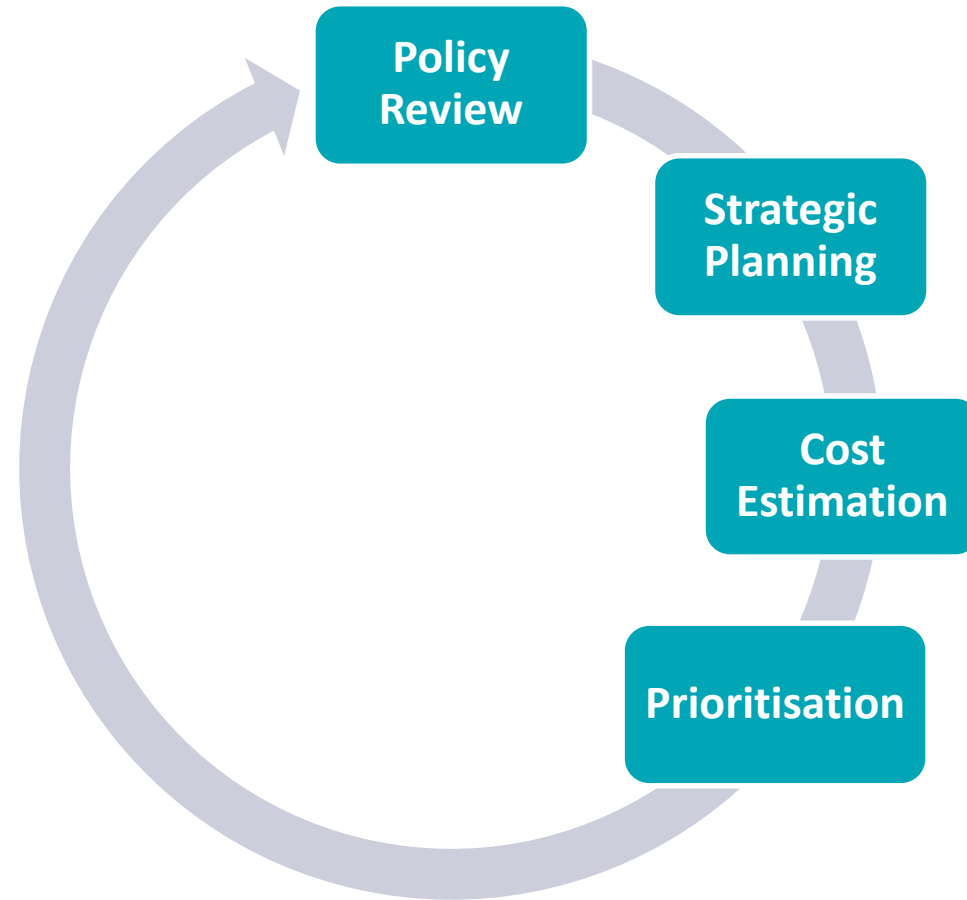 Policy
Review
Strategic
Planning
Cost
Estimation
Prioritisation